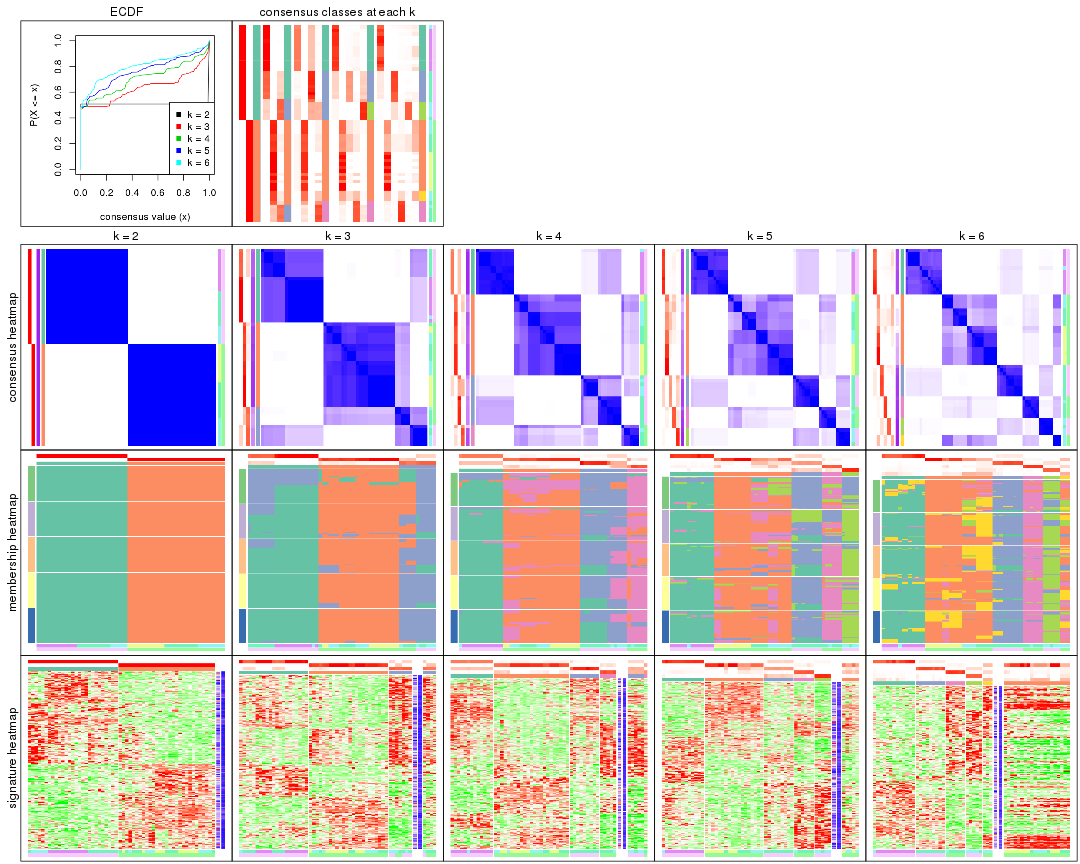 ECDF
consensus classes at each k
P(X <= x)
0.0 0.2 0.4 0.6 0.8 1.0
k = 2
k = 3
k = 4
k = 5
k = 6
0.0 0.2 0.4 0.6 0.8 1.0
consensus value (x)
k = 2
k = 3
k = 4
k = 5
k = 6
consensus heatmap
membership heatmap
signature heatmap